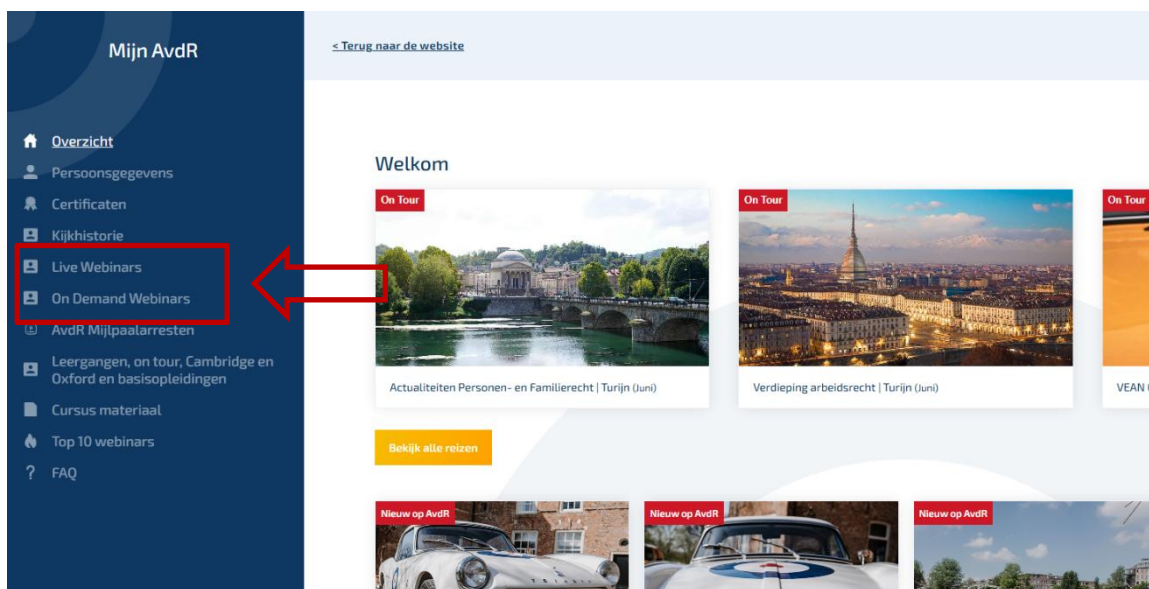 Mijn AvdR
< Terug naar de website
Overzicht
Persoonsgegevens
Certificaten
Kijkhistorie
Live Webinars
On Demand Webinars
AvdR Mijlpaalarresten
Leergangen, on tour, Cambridge en
Oxford en basisopleidingen
Cursus materiaal
Top 10 webinars
? FAQ
Welkom
On Tour
On Tour
On Tour
Actualiteiten Personen- en Familierecht | Turijn (Juni)
Verdieping arbeidsrecht | Turijn (Juni)
VEAN
Bekijk alle reizen
Nieuw op AvdR
Nieuw op AvdR
Nieuw op AvdR